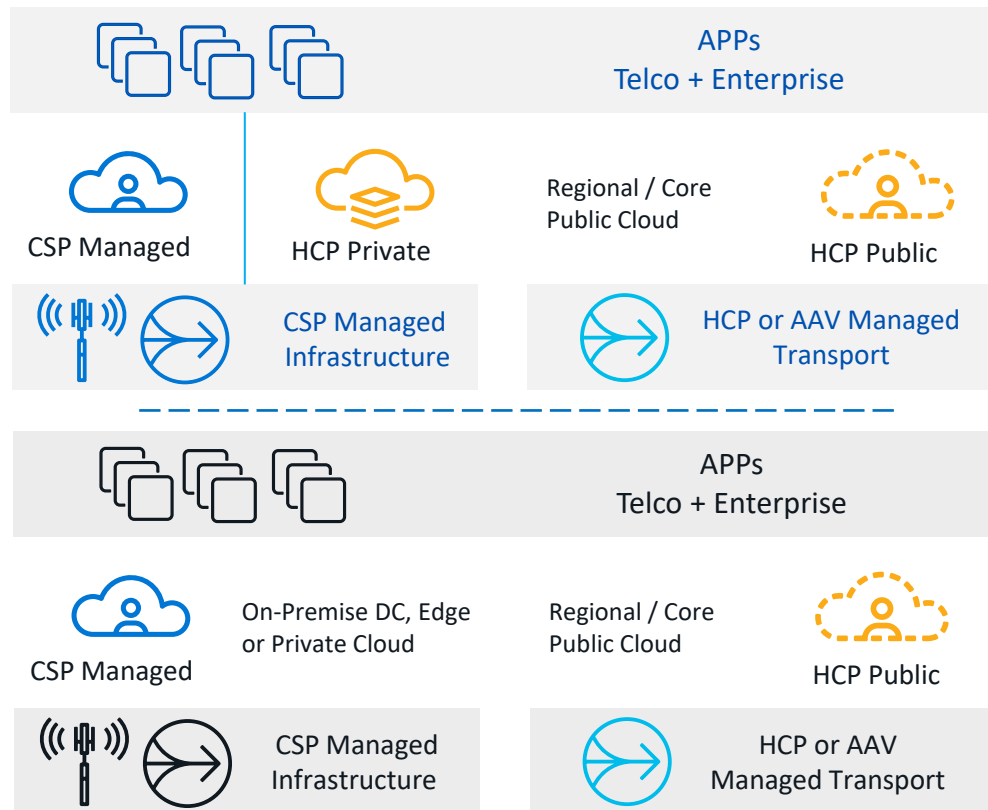 APPs
Telco + Enterprise
CSP Managed
HCP Private
Regional / Core
Public Cloud
HCP Public
CSP Managed
Infrastructure
HCP or AAV Managed
Transport
APPs
Telco + Enterprise
CSP Managed
On-Premise DC, Edge
or Private Cloud
Regional / Core
Public Cloud
HCP Public
CSP Managed
Infrastructure
HCP or AAV
Managed Transport